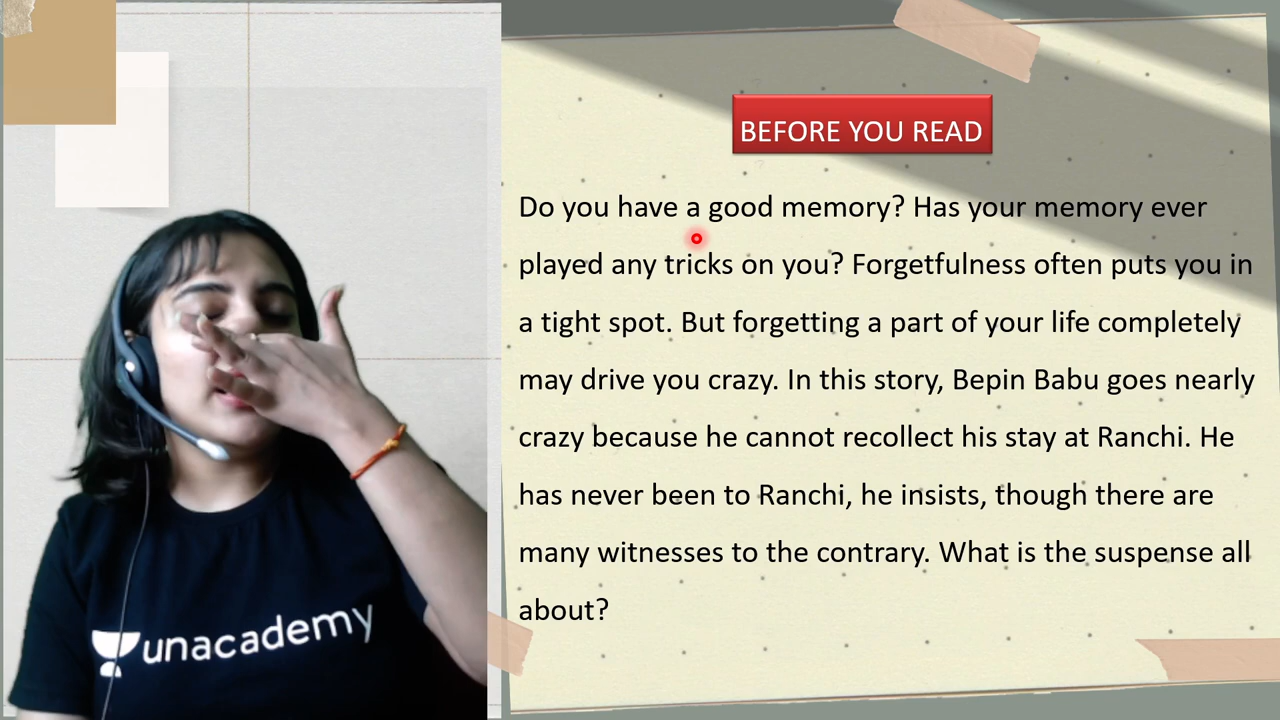 BEFORE YOU READ
Do you have a good memory? Has your memory ever
played any tricks on you? Forgetfulness often puts you in
a tight spot. But forgetting a part of your life completely
may drive you crazy. In this story, Bepin Babu goes nearly
crazy because he cannot recollect his stay at Ranchi. He
has never been to Ranchi, he insists, though there are
many witnesses to the contrary. What is the suspense all
about?
unacademy